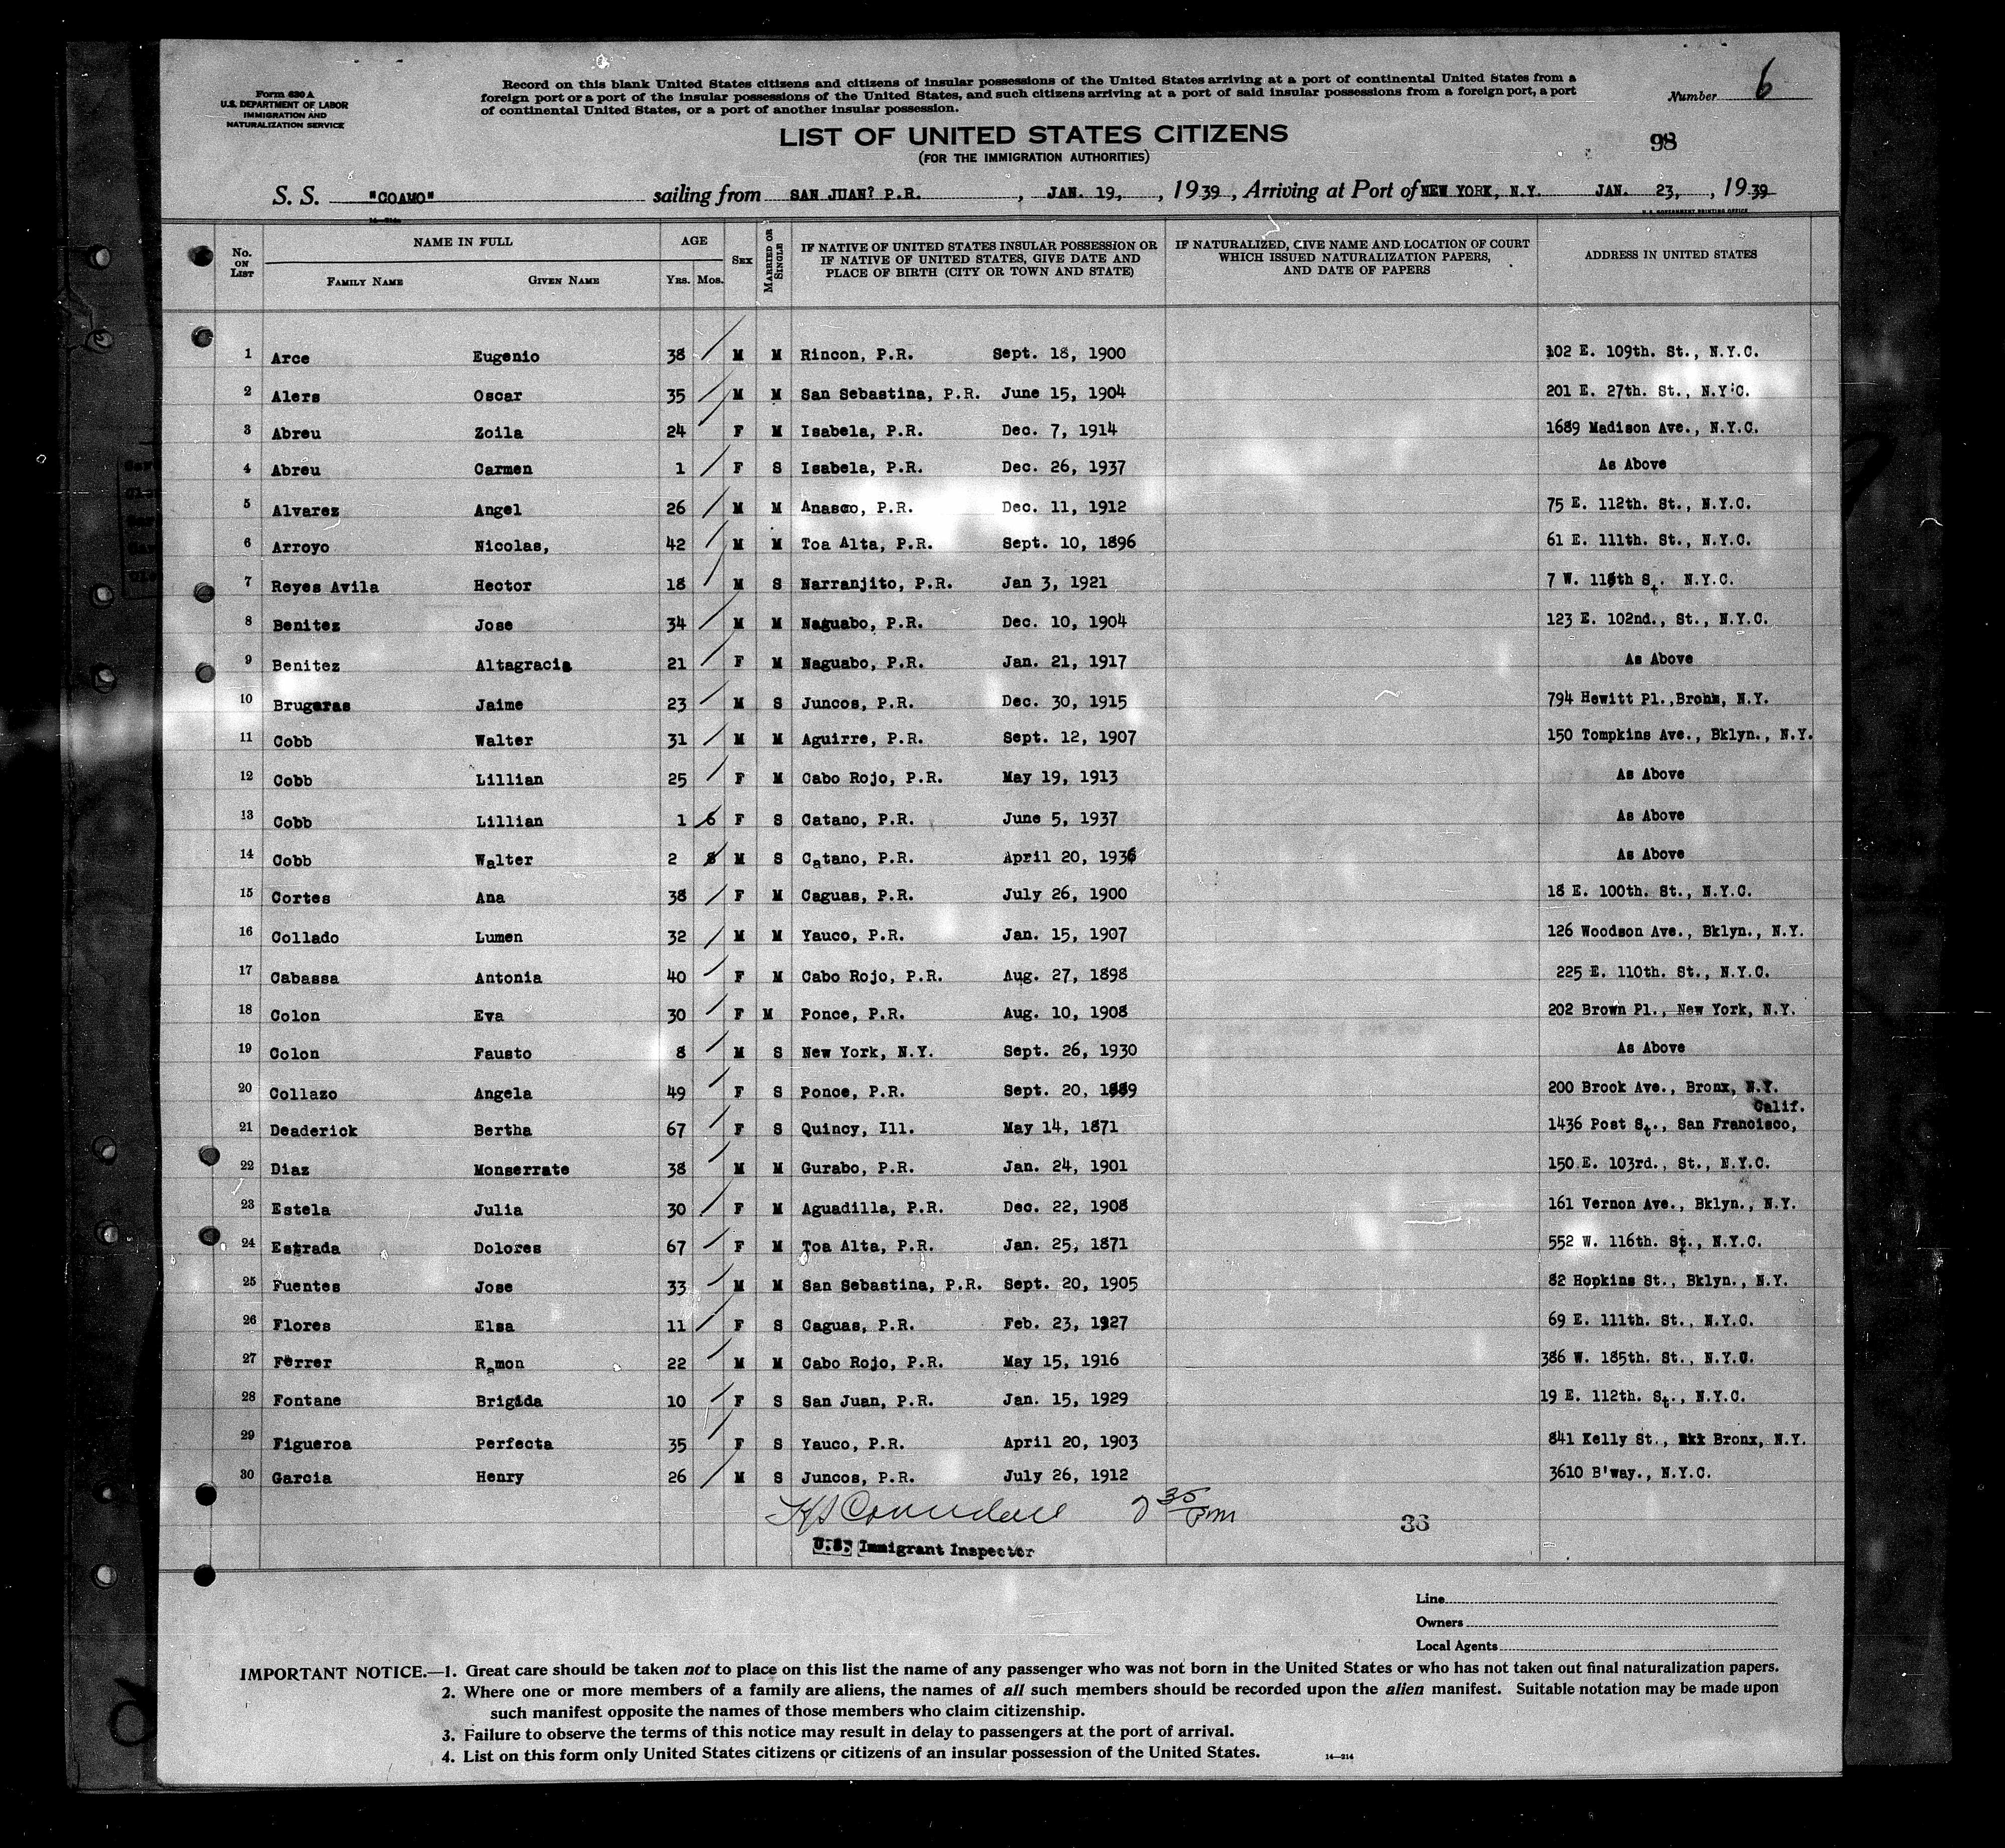 Form 630 A
U.S. DEPARTMENT OF LABOR
IMMIGRATION AND
NATURALIZATION SERVICE
Record on this blank United States citizens and citizens of insular possessions of the United States arriving at a port of continental United States from a
foreign port or a port of the insular possessions of the United States, and such citizens arriving at a port of said insular possessions from a foreign port, a port
of continental United States, or a port of another insular possession.
Number 6
LIST OF UNITED STATES CITIZENS
(FOR THE IMMIGRATION AUTHORITIES)
98
S. S. "COAMO" sailing from SAN JUAN? P.R. , JAN. 19, , 1939 , Arriving at Port of NEW YORK, N.Y. JAN. 23, , 1939
U. S. GOVERNMENT PRINTING OFFICE
No. ON LIST NAME IN FULL FAMILY NAME GIVEN NAME AGE YRS. MOS. SEX MARRIED OR SINGLE IF NATIVE OF UNITED STATES INSULAR POSSESSION OR IF NATIVE OF UNITED STATES, GIVE DATE AND PLACE OF BIRTH (CITY OR TOWN AND STATE) IF NATURALIZED, GIVE NAME AND LOCATION OF COURT WHICH ISSUED NATURALIZATION PAPERS, AND DATE OF PAPERS ADDRESS IN UNITED STATES
1 Arce Eugenio 38 M M Rincon, P.R. Sept. 18, 1900 102 E. 109th. St., N.Y.C.
2 Alers Oscar 35 M M San Sebastina, P.R. June 15, 1904 201 E. 27th. St., N.Y.C.
3 Abreu Zoila 24 F M Isabela, P.R. Dec. 7, 1914 1689 Madison Ave., N.Y.C.
4 Abreu Carmen 1 F S Isabela, P.R. Dec. 26, 1937 As Above
5 Alvarez Angel 26 M M Anasco, P.R. Dec. 11, 1912 75 E. 112th. St., N.Y.C.
6 Arroyo Nicolas, 42 M M Toa Alta, P.R. Sept. 10, 1896 61 E. 111th. St., N.Y.C.
7 Reyes Avila Hector 18 M S Narranjito, P.R. Jan 3, 1921 7 W. St. N.Y.C.
8 Benitez Jose 34 M M Naguabo, P.R. Dec. 10, 1904 123 E. 102nd., St., N.Y.C.
9 Benitez Altagracia 21 F M Naguabo, P.R. Jan. 21, 1917 As Above
10 Brugaras Jaime 23 M S Juncos, P.R. Dec. 30, 1915 794 Hewitt Pl.,Bronx, N.Y.
11 Cobb Walter 31 M M Aguirre, P.R. Sept. 12, 1907 150 Tompkins Ave., Bklyn., N.Y.
12 Cobb Lillian 25 F M Cabo Rojo, P.R. May 19, 1913 As Above
13 Cobb Lillian 1 6 F S Catano, P.R. June 5, 1937 As Above
14 Cobb Walter 2 8 M S Catano, P.R. April 20, 1936 As Above
15 Cortes Ana 38 F M Caguas, P.R. July 26, 1900 18 E. 100th. St., N.Y.C.
16 Collado Lumen 32 M M Yauco, P.R. Jan. 15, 1907 126 Woodson Ave., Bklyn., N.Y.
17 Cabassa Antonia 40 F M Cabo Rojo, P.R. Aug. 27, 1898 225 E. 110th. St., N.Y.C.
18 Colon Eva 30 F M Ponce, P.R. Aug. 10, 1908 202 Brown Pl., New York, N.Y.
19 Colon Fausto 8 M S New York, N.Y. Sept. 26, 1930 As Above
20 Collazo Angela 49 F S Ponce, P.R. Sept. 20, 1889 200 Brook Ave., Bronx, N.Y.
21 Deaderick Bertha 67 F S Quincy, Ill. May 14, 1871 1436 Post St., San Francisco, Calif.
22 Diaz Monserrate 38 M M Gurabo, P.R. Jan. 24, 1901 150 E. 103rd., St., N.Y.C.
23 Estela Julia 30 F M Aguadilla, P.R. Dec. 22, 1908 161 Vernon Ave., Bklyn., N.Y.
24 Estrada Dolores 67 F M Toa Alta, P.R. Jan. 25, 1871 552 W. 116th. St., N.Y.C.
25 Fuentes Jose 33 M M San Sebastina, P.R. Sept. 20, 1905 82 Hopkins St., Bklyn., N.Y.
26 Flores Elsa 11 F S Caguas, P.R. Feb. 23, 1927 69 E. 111th. St., N.Y.C.
27 Ferrer Ramon 22 M M Cabo Rojo, P.R. May 15, 1916 386 W. 185th. St., N.Y.C.
28 Fontane Brigida 10 F S San Juan, P.R. Jan. 15, 1929 19 E. 112th. St., N.Y.C.
29 Figueroa Perfecta 35 F S Yauco, P.R. April 20, 1903 841 Kelly St., Bronx, N.Y.
30 Garcia Henry 26 M S Juncos, P.R. July 26, 1912 3610 B'way., N.Y.C.
35 pm
36
U.S. Immigrant Inspector
Line
Owners
Local Agents
IMPORTANT NOTICE.—1. Great care should be taken not to place on this list the name of any passenger who was not born in the United States or who has not taken out final naturalization papers.
2. Where one or more members of a family are aliens, the names of all such members should be recorded upon the alien manifest. Suitable notation may be made upon
such manifest opposite the names of those members who claim citizenship.
3. Failure to observe the terms of this notice may result in delay to passengers at the port of arrival.
4. List on this form only United States citizens or citizens of an insular possession of the United States.
14—214